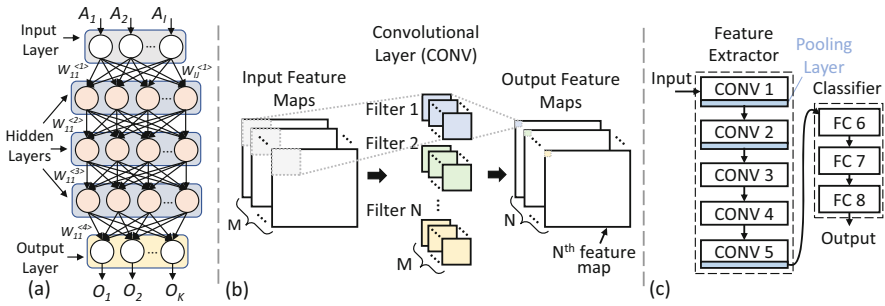 A1 A2 AI
Input Layer
...
W11<1>
WIJ<1>
W11<2>
Hidden Layers
...
...
W11<3>
...
W11<4>
Output Layer
...
O1 O2 OK
(a)
Convolutional Layer (CONV)
Input Feature Maps
Output Feature Maps
Filter 1
Filter 2
...
Filter N
M
M
N
Nth feature map
(b)
Feature Extractor
Pooling Layer
Input
CONV 1
CONV 2
CONV 3
CONV 4
CONV 5
Classifier
FC 6
FC 7
FC 8
Output
(c)